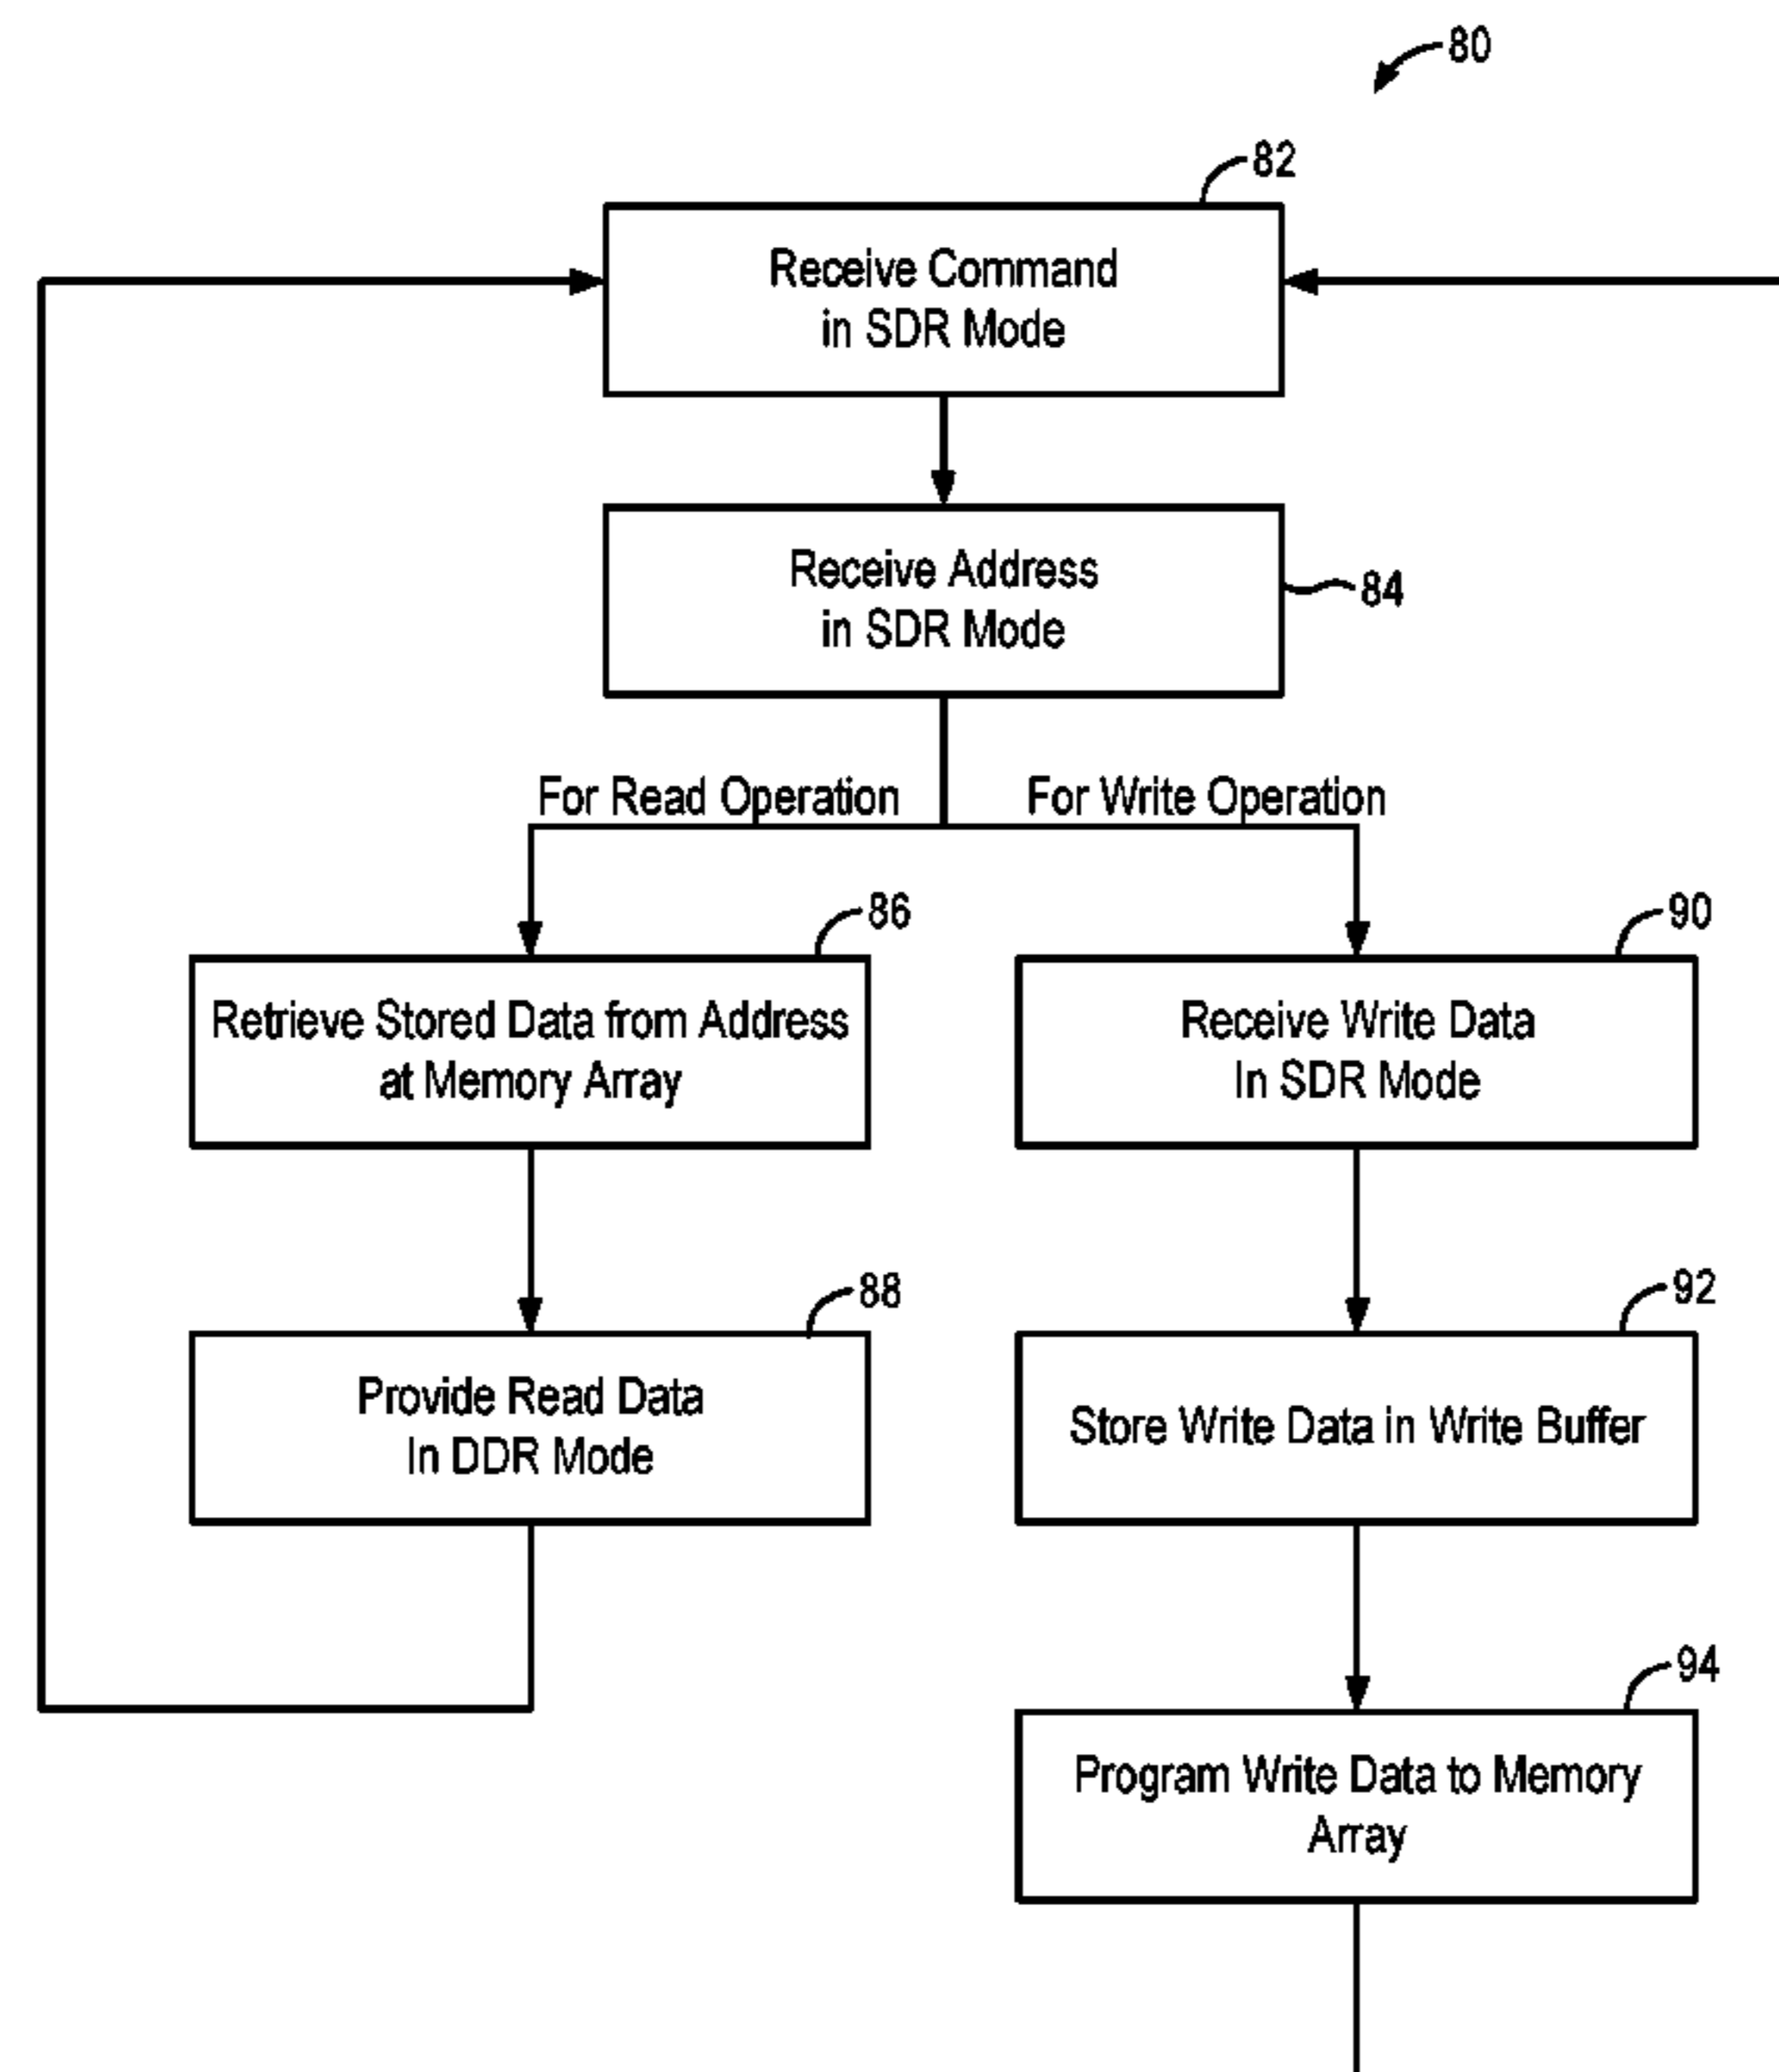 80
82
Receive Command
in SDR Mode
Receive Address
in SDR Mode
84
For Read Operation
For Write Operation
86
90
Retrieve Stored Data from Address
at Memory Array
Receive Write Data
In SDR Mode
88
92
Provide Read Data
In DDR Mode
Store Write Data in Write Buffer
94
Program Write Data to Memory
Array